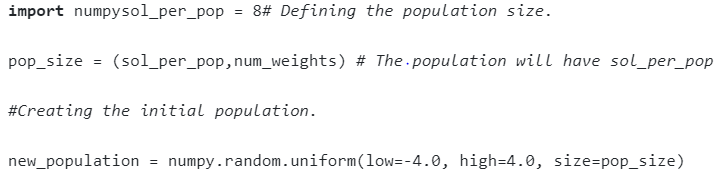 import numpysol_per_pop = 8# Defining the population size.
pop_size = (sol_per_pop,num_weights) # The population will have sol_per_pop
#Creating the initial population.
new_population = numpy.random.uniform(low=-4.0, high=4.0, size=pop_size)